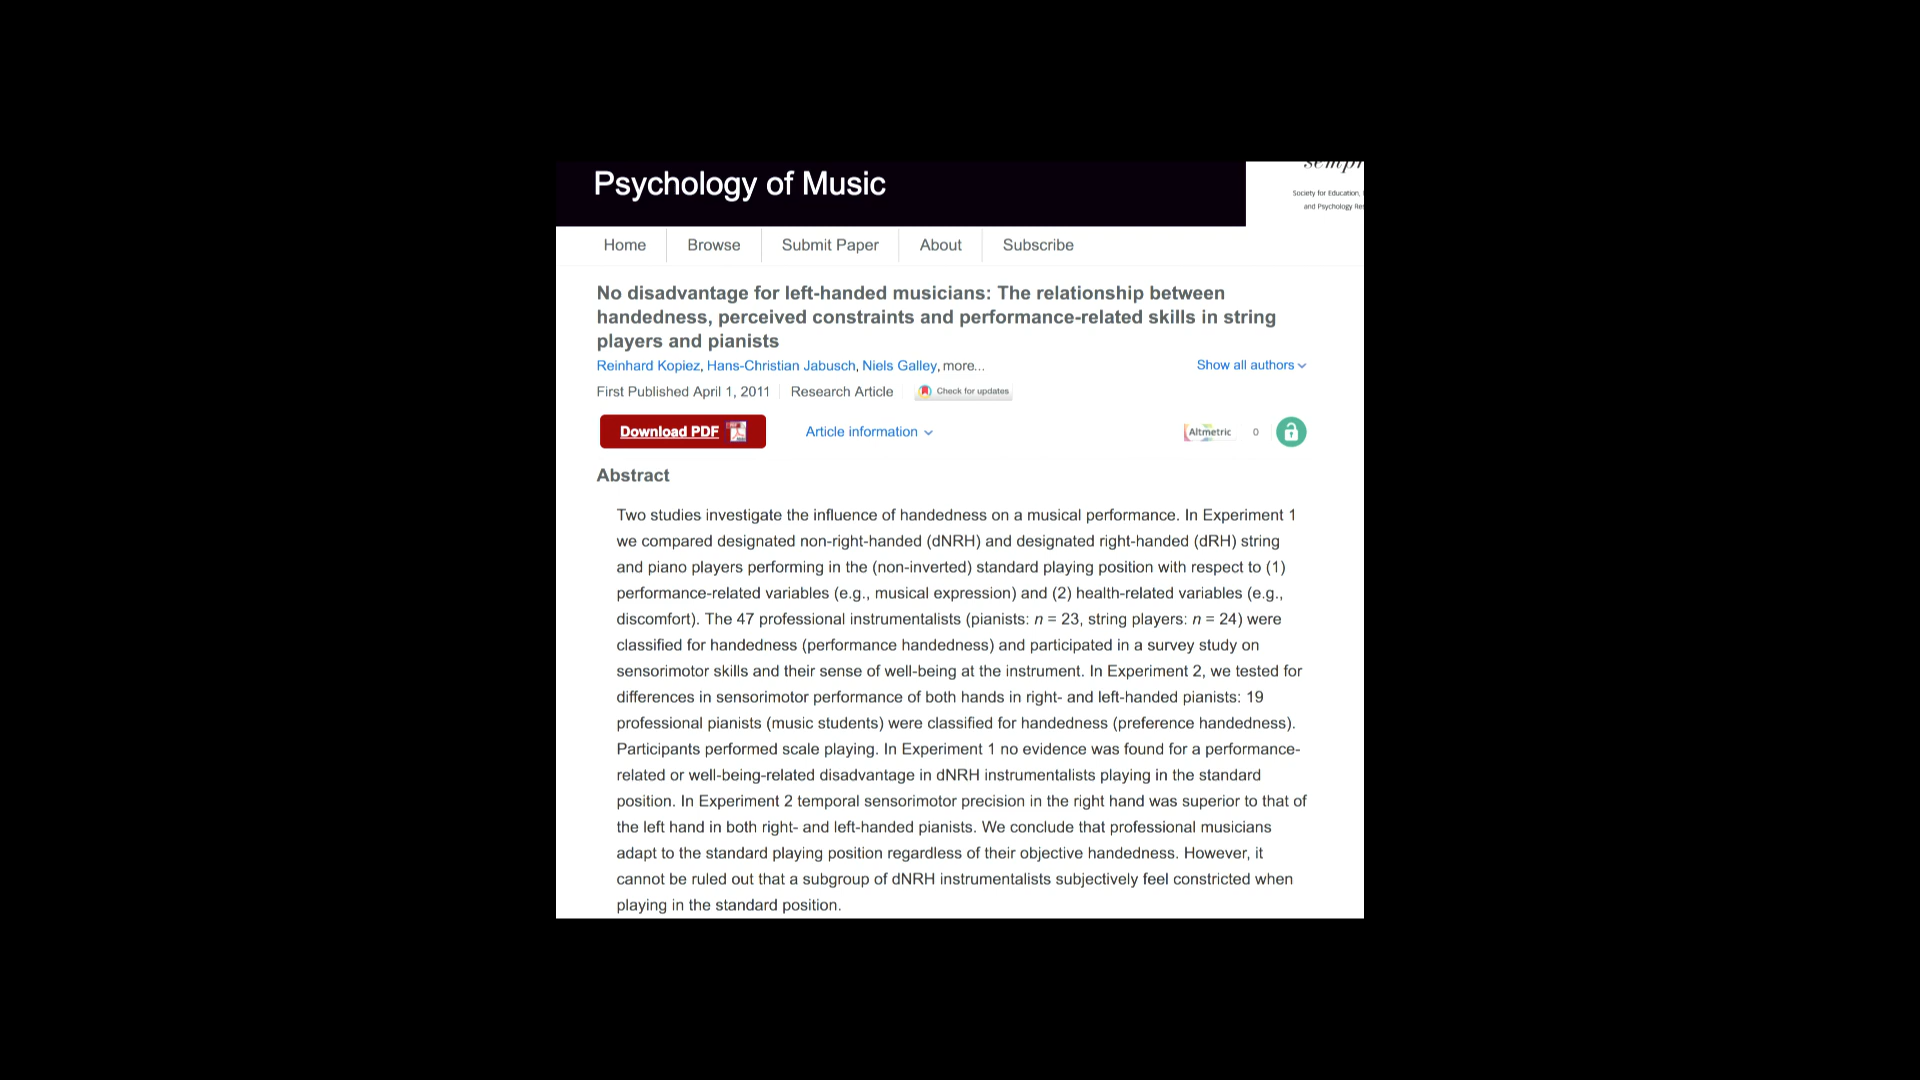 Psychology of Music
Society for Education,
and Psychology
Home Browse Submit Paper About Subscribe
No disadvantage for left-handed musicians: The relationship between
handedness, perceived constraints and performance-related skills in string
players and pianists
Reinhard Kopiez, Hans-Christian Jabusch, Niels Galley, more... Show all authors
First Published April 1, 2011 Research Article Check for updates
Download PDF Article information Altmetric 0
Abstract
Two studies investigate the influence of handedness on a musical performance. In Experiment 1
we compared designated non-right-handed (dNRH) and designated right-handed (dRH) string
and piano players performing in the (non-inverted) standard playing position with respect to (1)
performance-related variables (e.g., musical expression) and (2) health-related variables (e.g.,
discomfort). The 47 professional instrumentalists (pianists: n = 23, string players: n = 24) were
classified for handedness (performance handedness) and participated in a survey study on
sensorimotor skills and their sense of well-being at the instrument. In Experiment 2, we tested for
differences in sensorimotor performance of both hands in right- and left-handed pianists: 19
professional pianists (music students) were classified for handedness (preference handedness).
Participants performed scale playing. In Experiment 1 no evidence was found for a performance-
related or well-being-related disadvantage in dNRH instrumentalists playing in the standard
position. In Experiment 2 temporal sensorimotor precision in the right hand was superior to that of
the left hand in both right- and left-handed pianists. We conclude that professional musicians
adapt to the standard playing position regardless of their objective handedness. However, it
cannot be ruled out that a subgroup of dNRH instrumentalists subjectively feel constricted when
playing in the standard position.